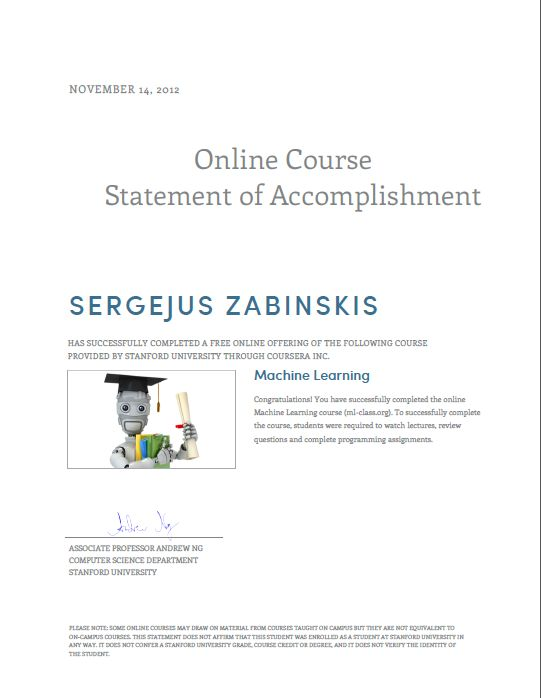 NOVEMBER 14, 2012
Online Course
Statement of Accomplishment
SERGEJUS ZABINSKIS
HAS SUCCESSFULLY COMPLETED A FREE ONLINE OFFERING OF THE FOLLOWING COURSE
PROVIDED BY STANFORD UNIVERSITY THROUGH COURSERA INC.
Machine Learning
Congratulations! You have successfully completed the online
Machine Learning course (ml-class.org). To successfully complete
the course, students were required to watch lectures, review
questions and complete programming assignments.
Andrew Ng
ASSOCIATE PROFESSOR ANDREW NG
COMPUTER SCIENCE DEPARTMENT
STANFORD UNIVERSITY
PLEASE NOTE: SOME ONLINE COURSES MAY DRAW ON MATERIAL FROM COURSES TAUGHT ON CAMPUS BUT THEY ARE NOT EQUIVALENT TO
ON-CAMPUS COURSES. THIS STATEMENT DOES NOT AFFIRM THAT THIS STUDENT WAS ENROLLED AS A STUDENT AT STANFORD UNIVERSITY IN
ANY WAY. IT DOES NOT CONFER A STANFORD UNIVERSITY GRADE, COURSE CREDIT OR DEGREE, AND IT DOES NOT VERIFY THE IDENTITY OF
THE STUDENT.